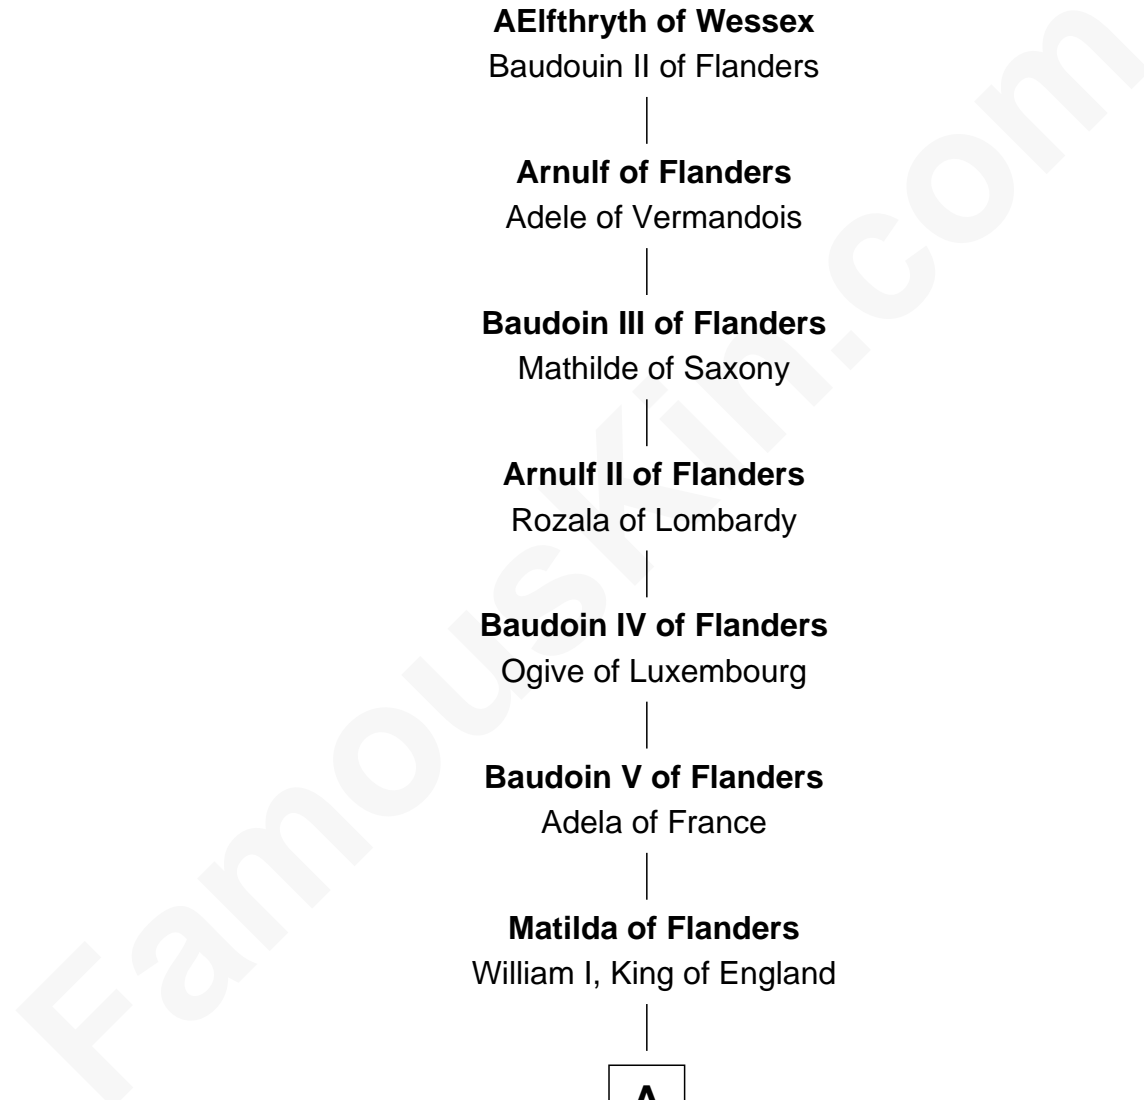 AElfthryth of Wessex
Baudouin II of Flanders
Arnulf of Flanders
Adele of Vermandois
Baudoin III of Flanders
Mathilde of Saxony
Arnulf II of Flanders
Rozala of Lombardy
Baudoin IV of Flanders
Ogive of Luxembourg
Baudoin V of Flanders
Adela of France
Matilda of Flanders
William I, King of England
A
FamousKin.com